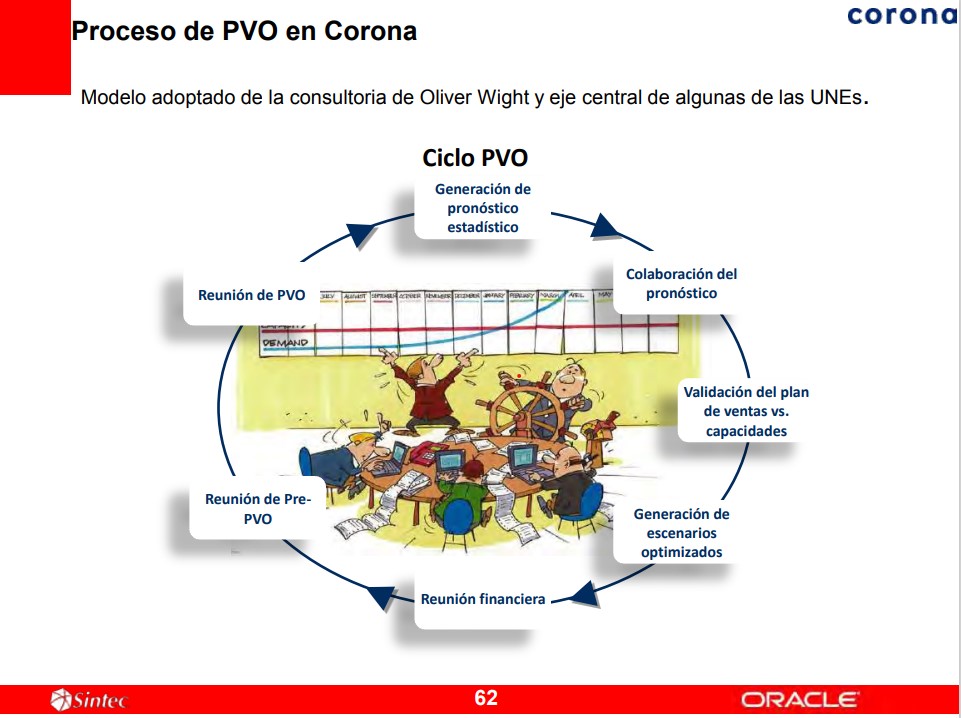 corona
Proceso de PVO en Corona
Modelo adoptado de la consultoria de Oliver Wight y eje central de algunas de las UNEs.
Ciclo PVO
Generación de
pronóstico
estadístico
Colaboración del
pronóstico
Validación del plan
de ventas vs.
capacidades
Generación de
escenarios
optimizados
Reunión financiera
Reunión de Pre-
PVO
Reunión de PVO
AUGUST SEPTEMBER OCTOBER NOVEMBER DECEMBER JANUARY FEBRUARY MARCH APRIL MAY
DEMAND
Sintec
62
ORACLE